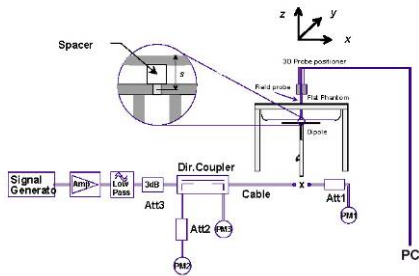 z
y
x
Spacer
s
3D Probe positioner
Field probe
Flat Phantom
Dipole
Signal
Generato
Amp
Low
Pass
3dB
Att3
Dir.Coupler
Cable
x
Att1
PM1
Att2
PM3
PM2
PC